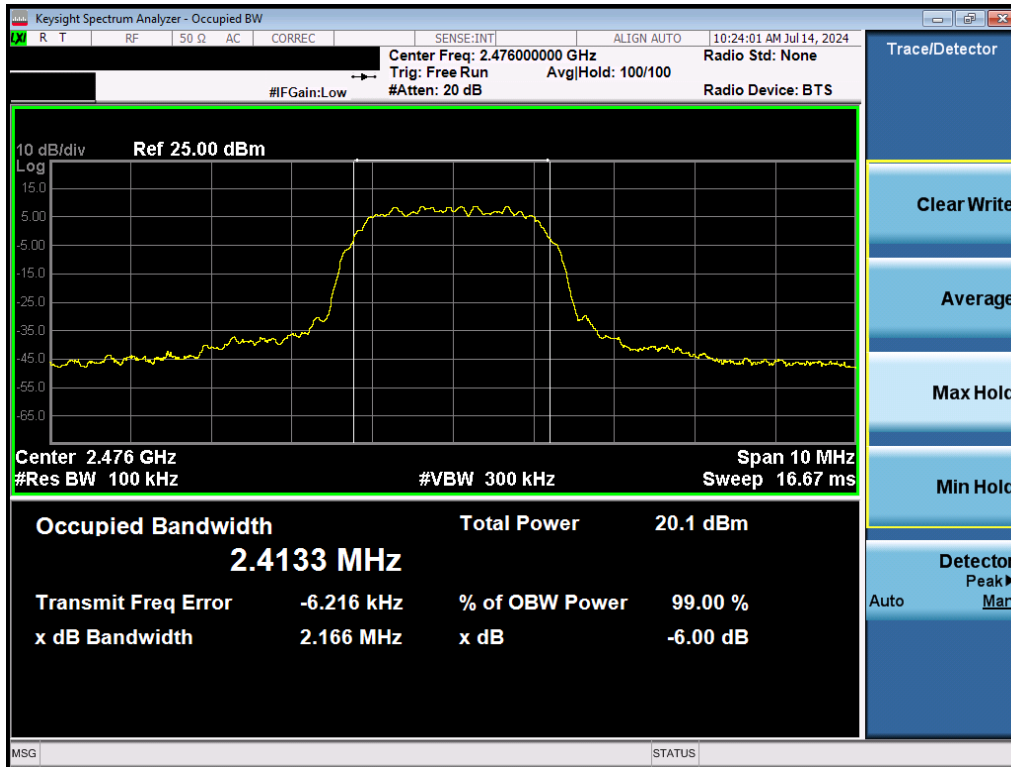 Keysight Spectrum Analyzer - Occupied BW
LXI R T RF 50 Ω AC CORREC SENSE:INT ALIGN AUTO 10:24:01 AM Jul 14, 2024
Center Freq: 2.476000000 GHz Radio Std: None
Trig: Free Run Avg|Hold: 100/100
#IFGain:Low #Atten: 20 dB Radio Device: BTS
10 dB/div Ref 25.00 dBm
Log
15.0
5.00
-5.00
-15.0
-25.0
-35.0
-45.0
-55.0
-65.0
Center 2.476 GHz Span 10 MHz
#Res BW 100 kHz #VBW 300 kHz Sweep 16.67 ms
Occupied Bandwidth Total Power 20.1 dBm
2.4133 MHz
Transmit Freq Error -6.216 kHz % of OBW Power 99.00 %
x dB Bandwidth 2.166 MHz x dB -6.00 dB
MSG STATUS
Trace/Detector
Clear Write
Average
Max Hold
Min Hold
Detector
Peak
Auto Man